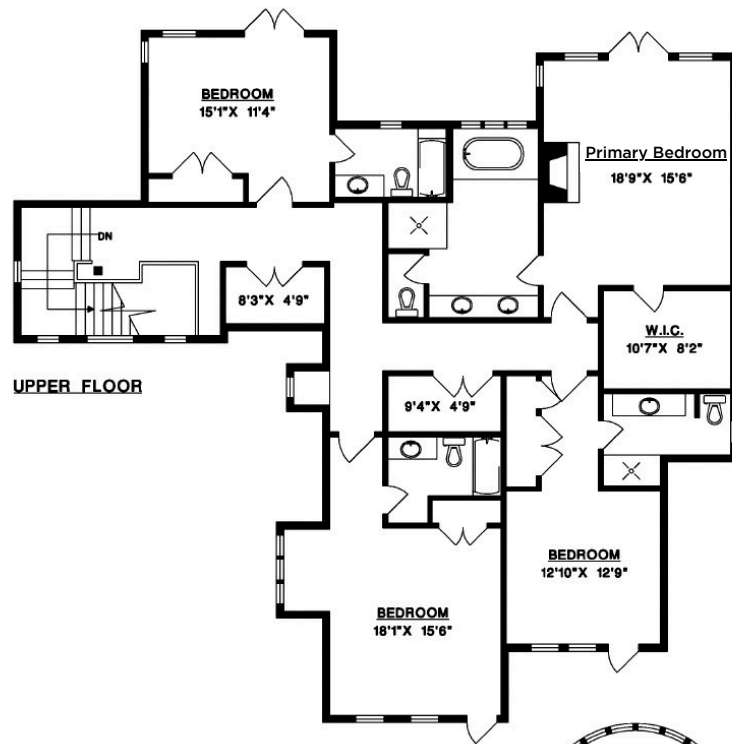 BEDROOM
15'1"X 11'4"
Primary Bedroom
18'9"X 15'6"
DN
8'3"X 4'9"
W.I.C.
10'7"X 8'2"
UPPER FLOOR
9'4"X 4'9"
BEDROOM
12'10"X 12'9"
BEDROOM
18'1"X 15'6"